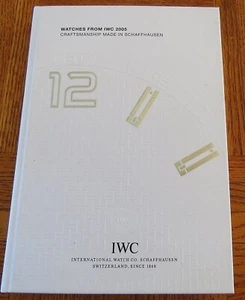 WATCHES FROM IWC 2005
CRAFTSMANSHIP MADE IN SCHAFFHAUSEN
12
IWC
INTERNATIONAL WATCH CO. SCHAFFHAUSEN
SWITZERLAND, SINCE 1868